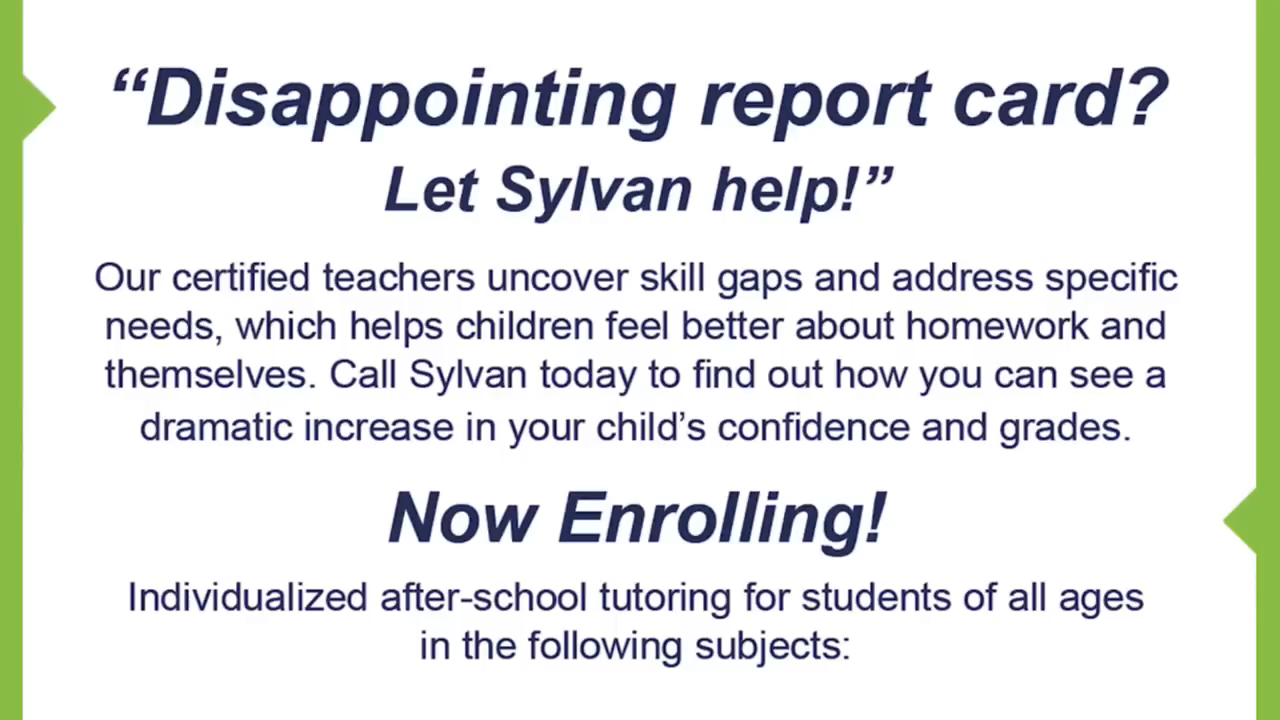 “Disappointing report card?
Let Sylvan help!”
Our certified teachers uncover skill gaps and address specific
needs, which helps children feel better about homework and
themselves. Call Sylvan today to find out how you can see a
dramatic increase in your child’s confidence and grades.
Now Enrolling!
Individualized after-school tutoring for students of all ages
in the following subjects: